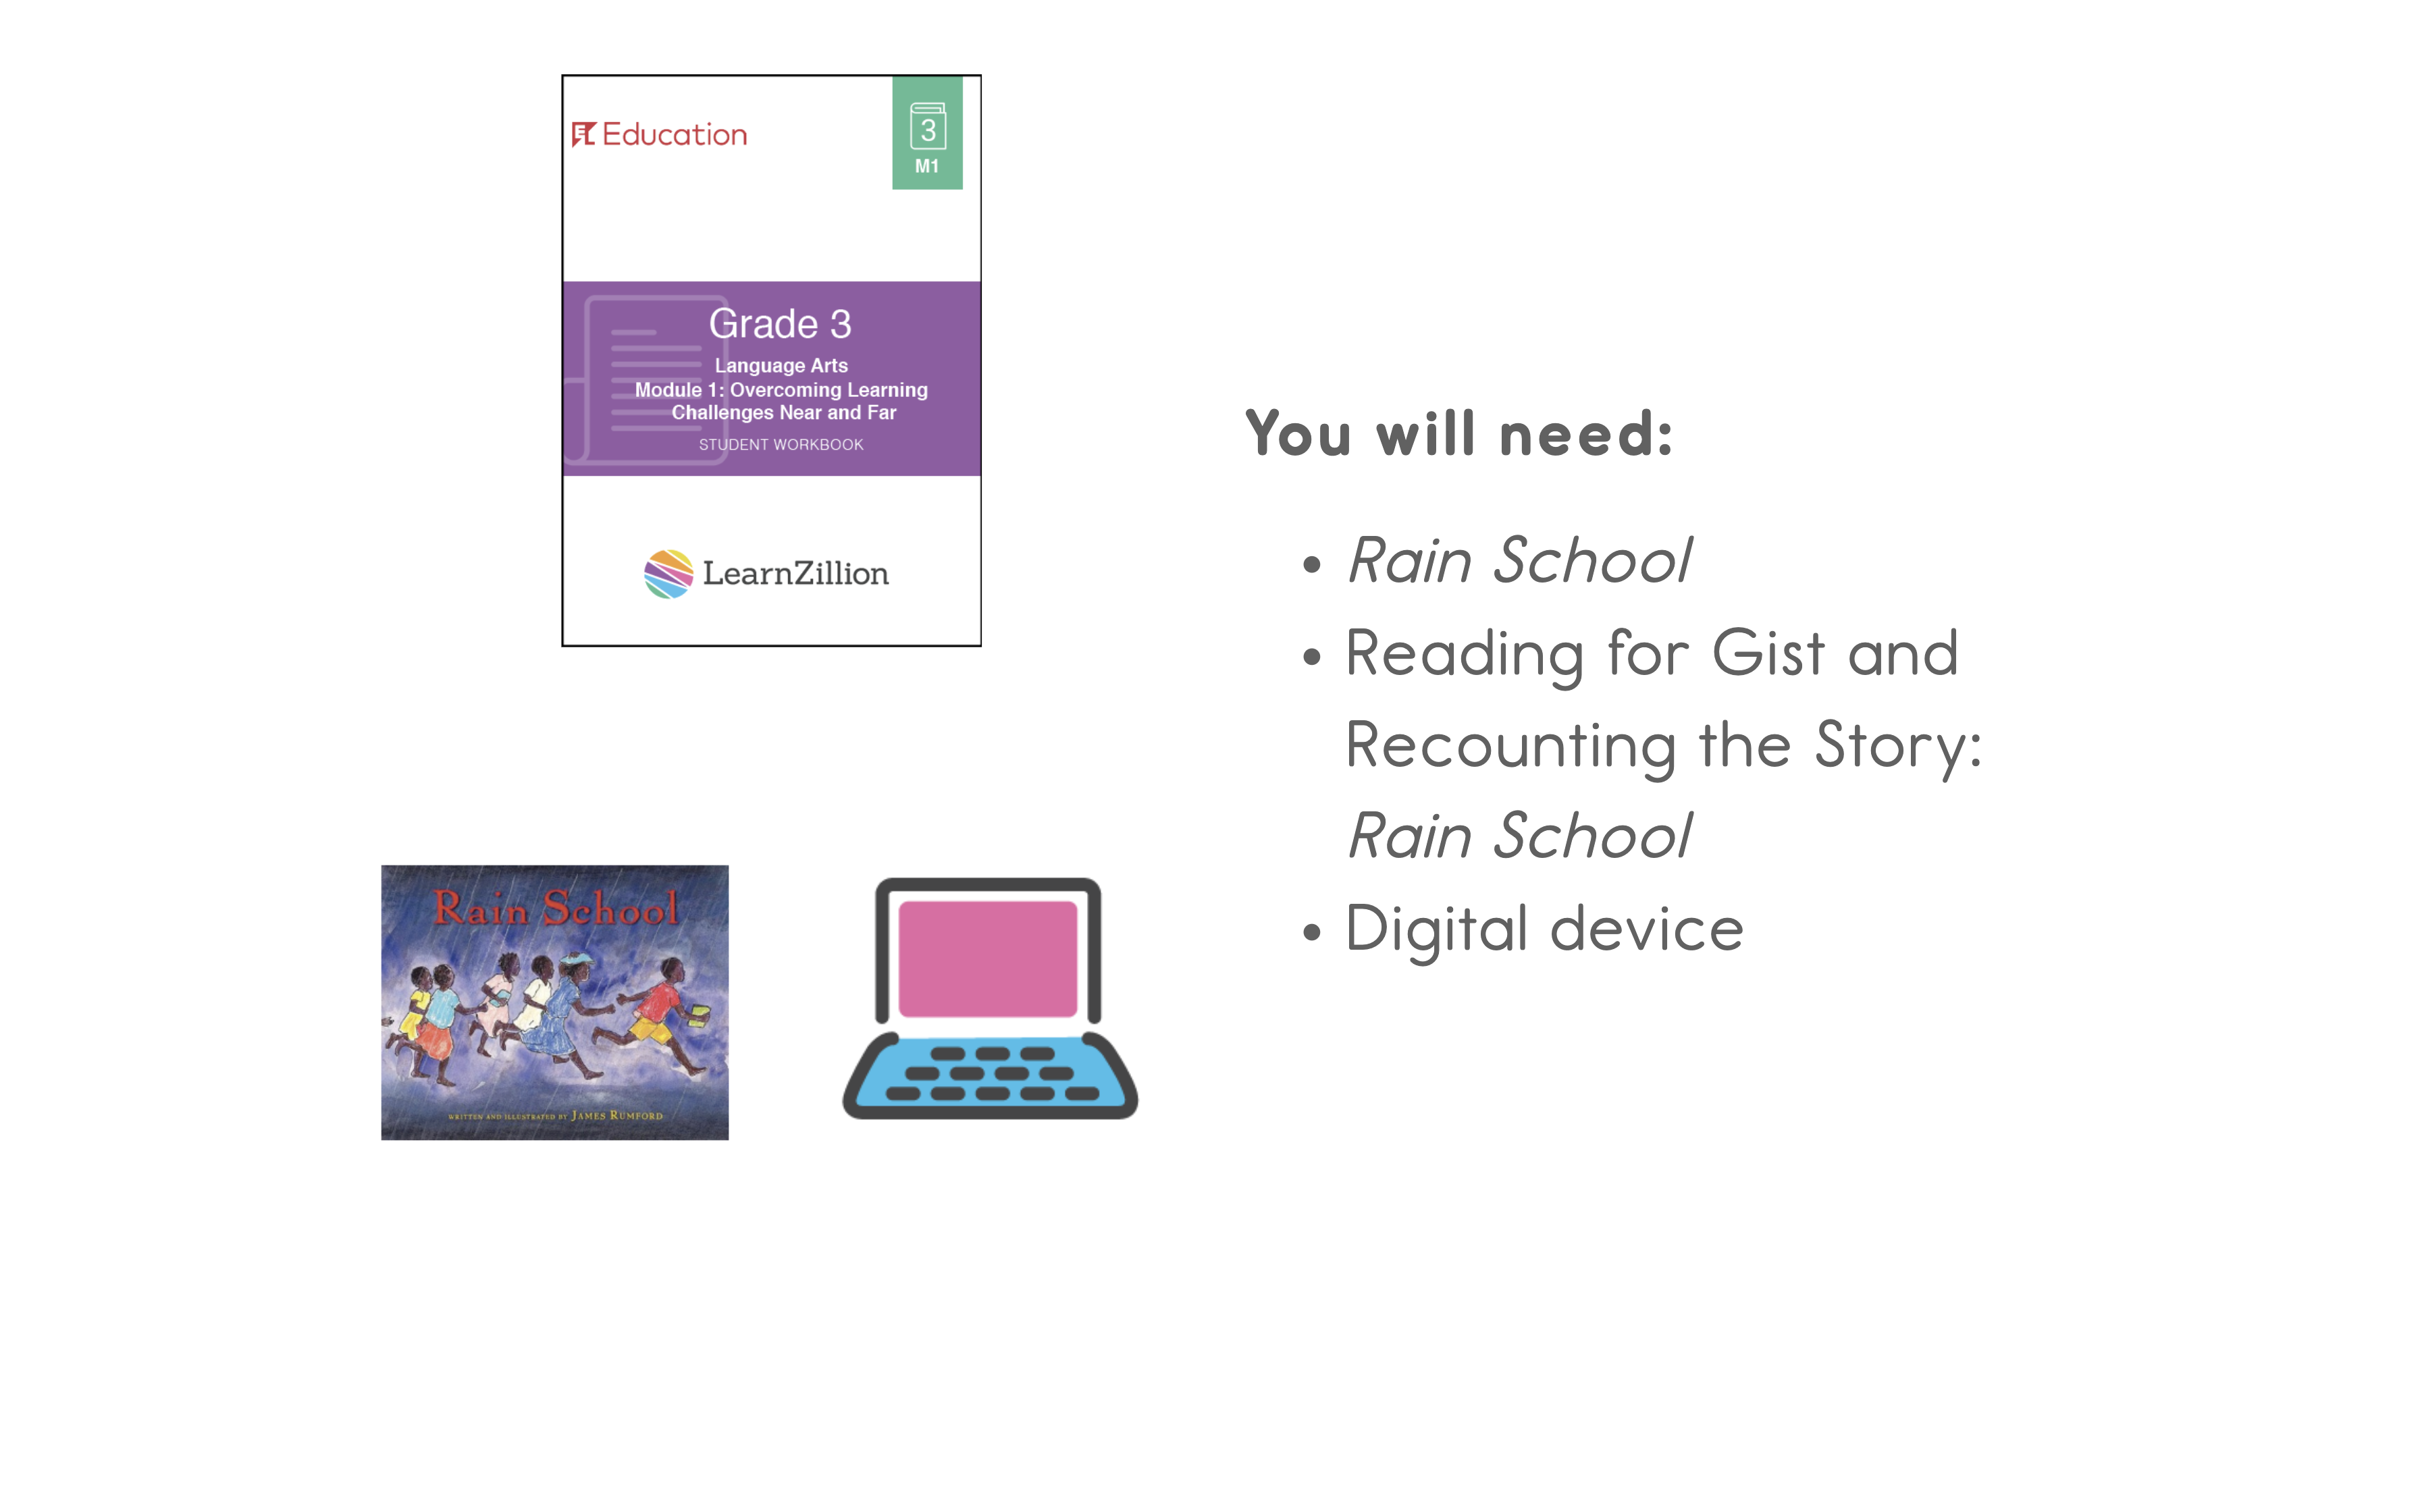 EL Education
3
M1
Grade 3
Language Arts
Module 1: Overcoming Learning
Challenges Near and Far
STUDENT WORKBOOK
LearnZillion
Rain School
WRITTEN AND ILLUSTRATED BY JAMES RUMFORD
You will need:
• Rain School
• Reading for Gist and
Recounting the Story:
Rain School
• Digital device